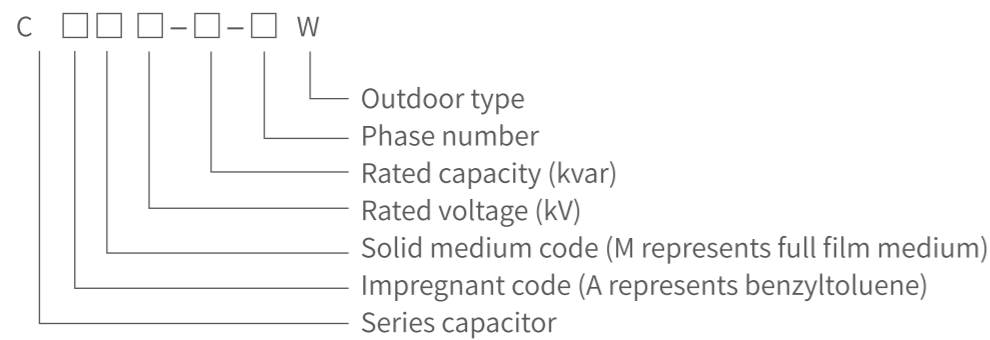 C □□ □–□–□ W
Outdoor type
Phase number
Rated capacity (kvar)
Rated voltage (kV)
Solid medium code (M represents full film medium)
Impregnant code (A represents benzyltoluene)
Series capacitor